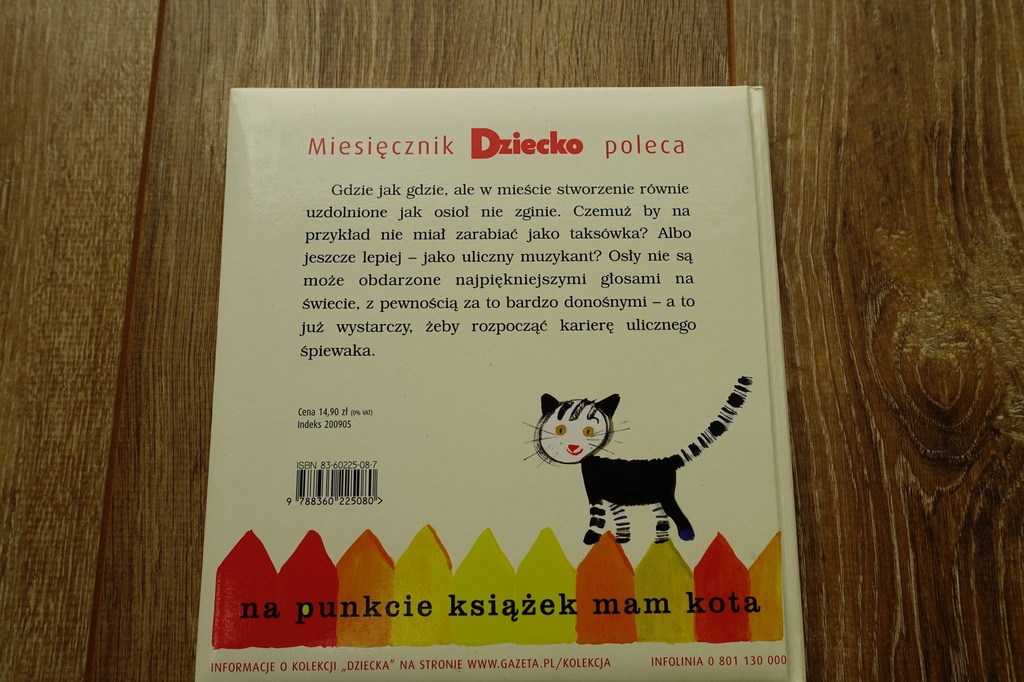 Miesięcznik Dziecko poleca
Gdzie jak gdzie, ale w mieście stworzenie równie
uzdolnione jak osioł nie zginie. Czemuż by na
przykład nie miał zarabiać jako taksówka? Albo
jeszcze lepiej – jako uliczny muzykant? Osły nie są
może obdarzone najpiękniejszymi głosami na
świecie, z pewnością za to bardzo donośnymi – a to
już wystarczy, żeby rozpocząć karierę ulicznego
śpiewaka.
Cena 14,90 zł (0% VAT)
Indeks 200905
ISBN 83-60225-08-7
9 788360 225080>
na punkcie książek mam kota
INFORMACJE O KOLEKCJI „DZIECKA” NA STRONIE WWW.GAZETA.PL/KOLEKCJA INFOLINIA 0 801 130 000